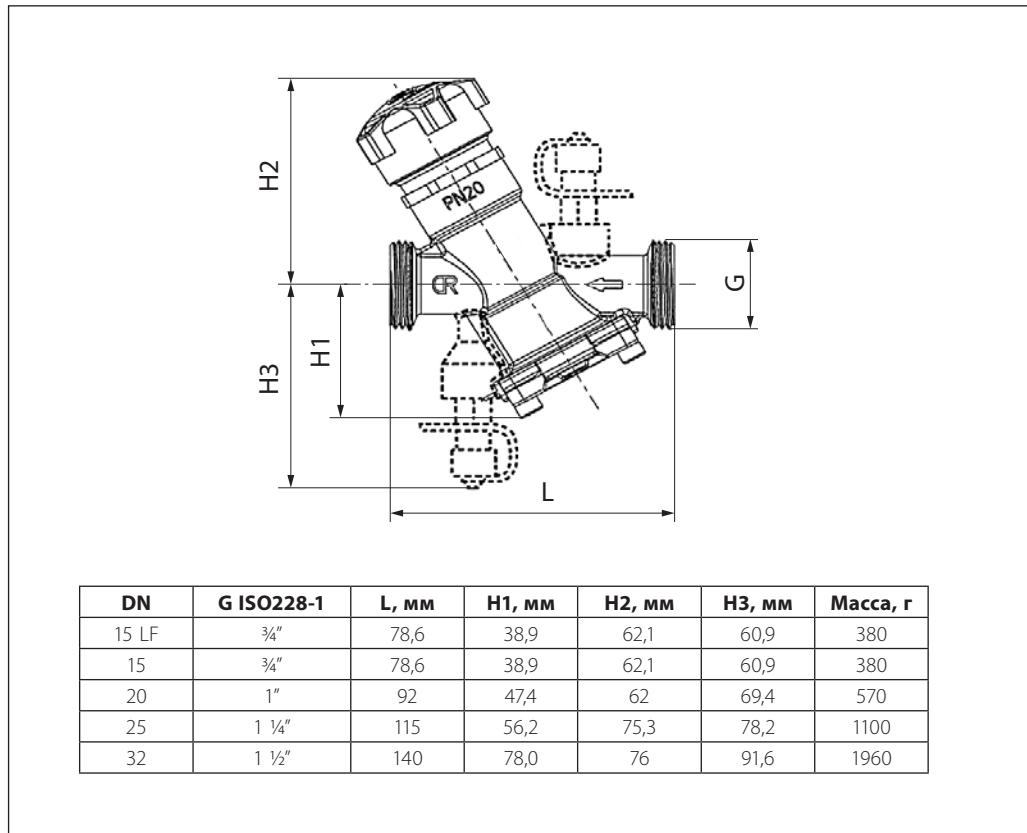 H2
PN20
G
R
H1
H3
L
DN G ISO228-1 L, мм H1, мм H2, мм H3, мм Масса, г
15 LF ¾" 78,6 38,9 62,1 60,9 380
15 ¾" 78,6 38,9 62,1 60,9 380
20 1" 92 47,4 62 69,4 570
25 1 ¼" 115 56,2 75,3 78,2 1100
32 1 ½" 140 78,0 76 91,6 1960